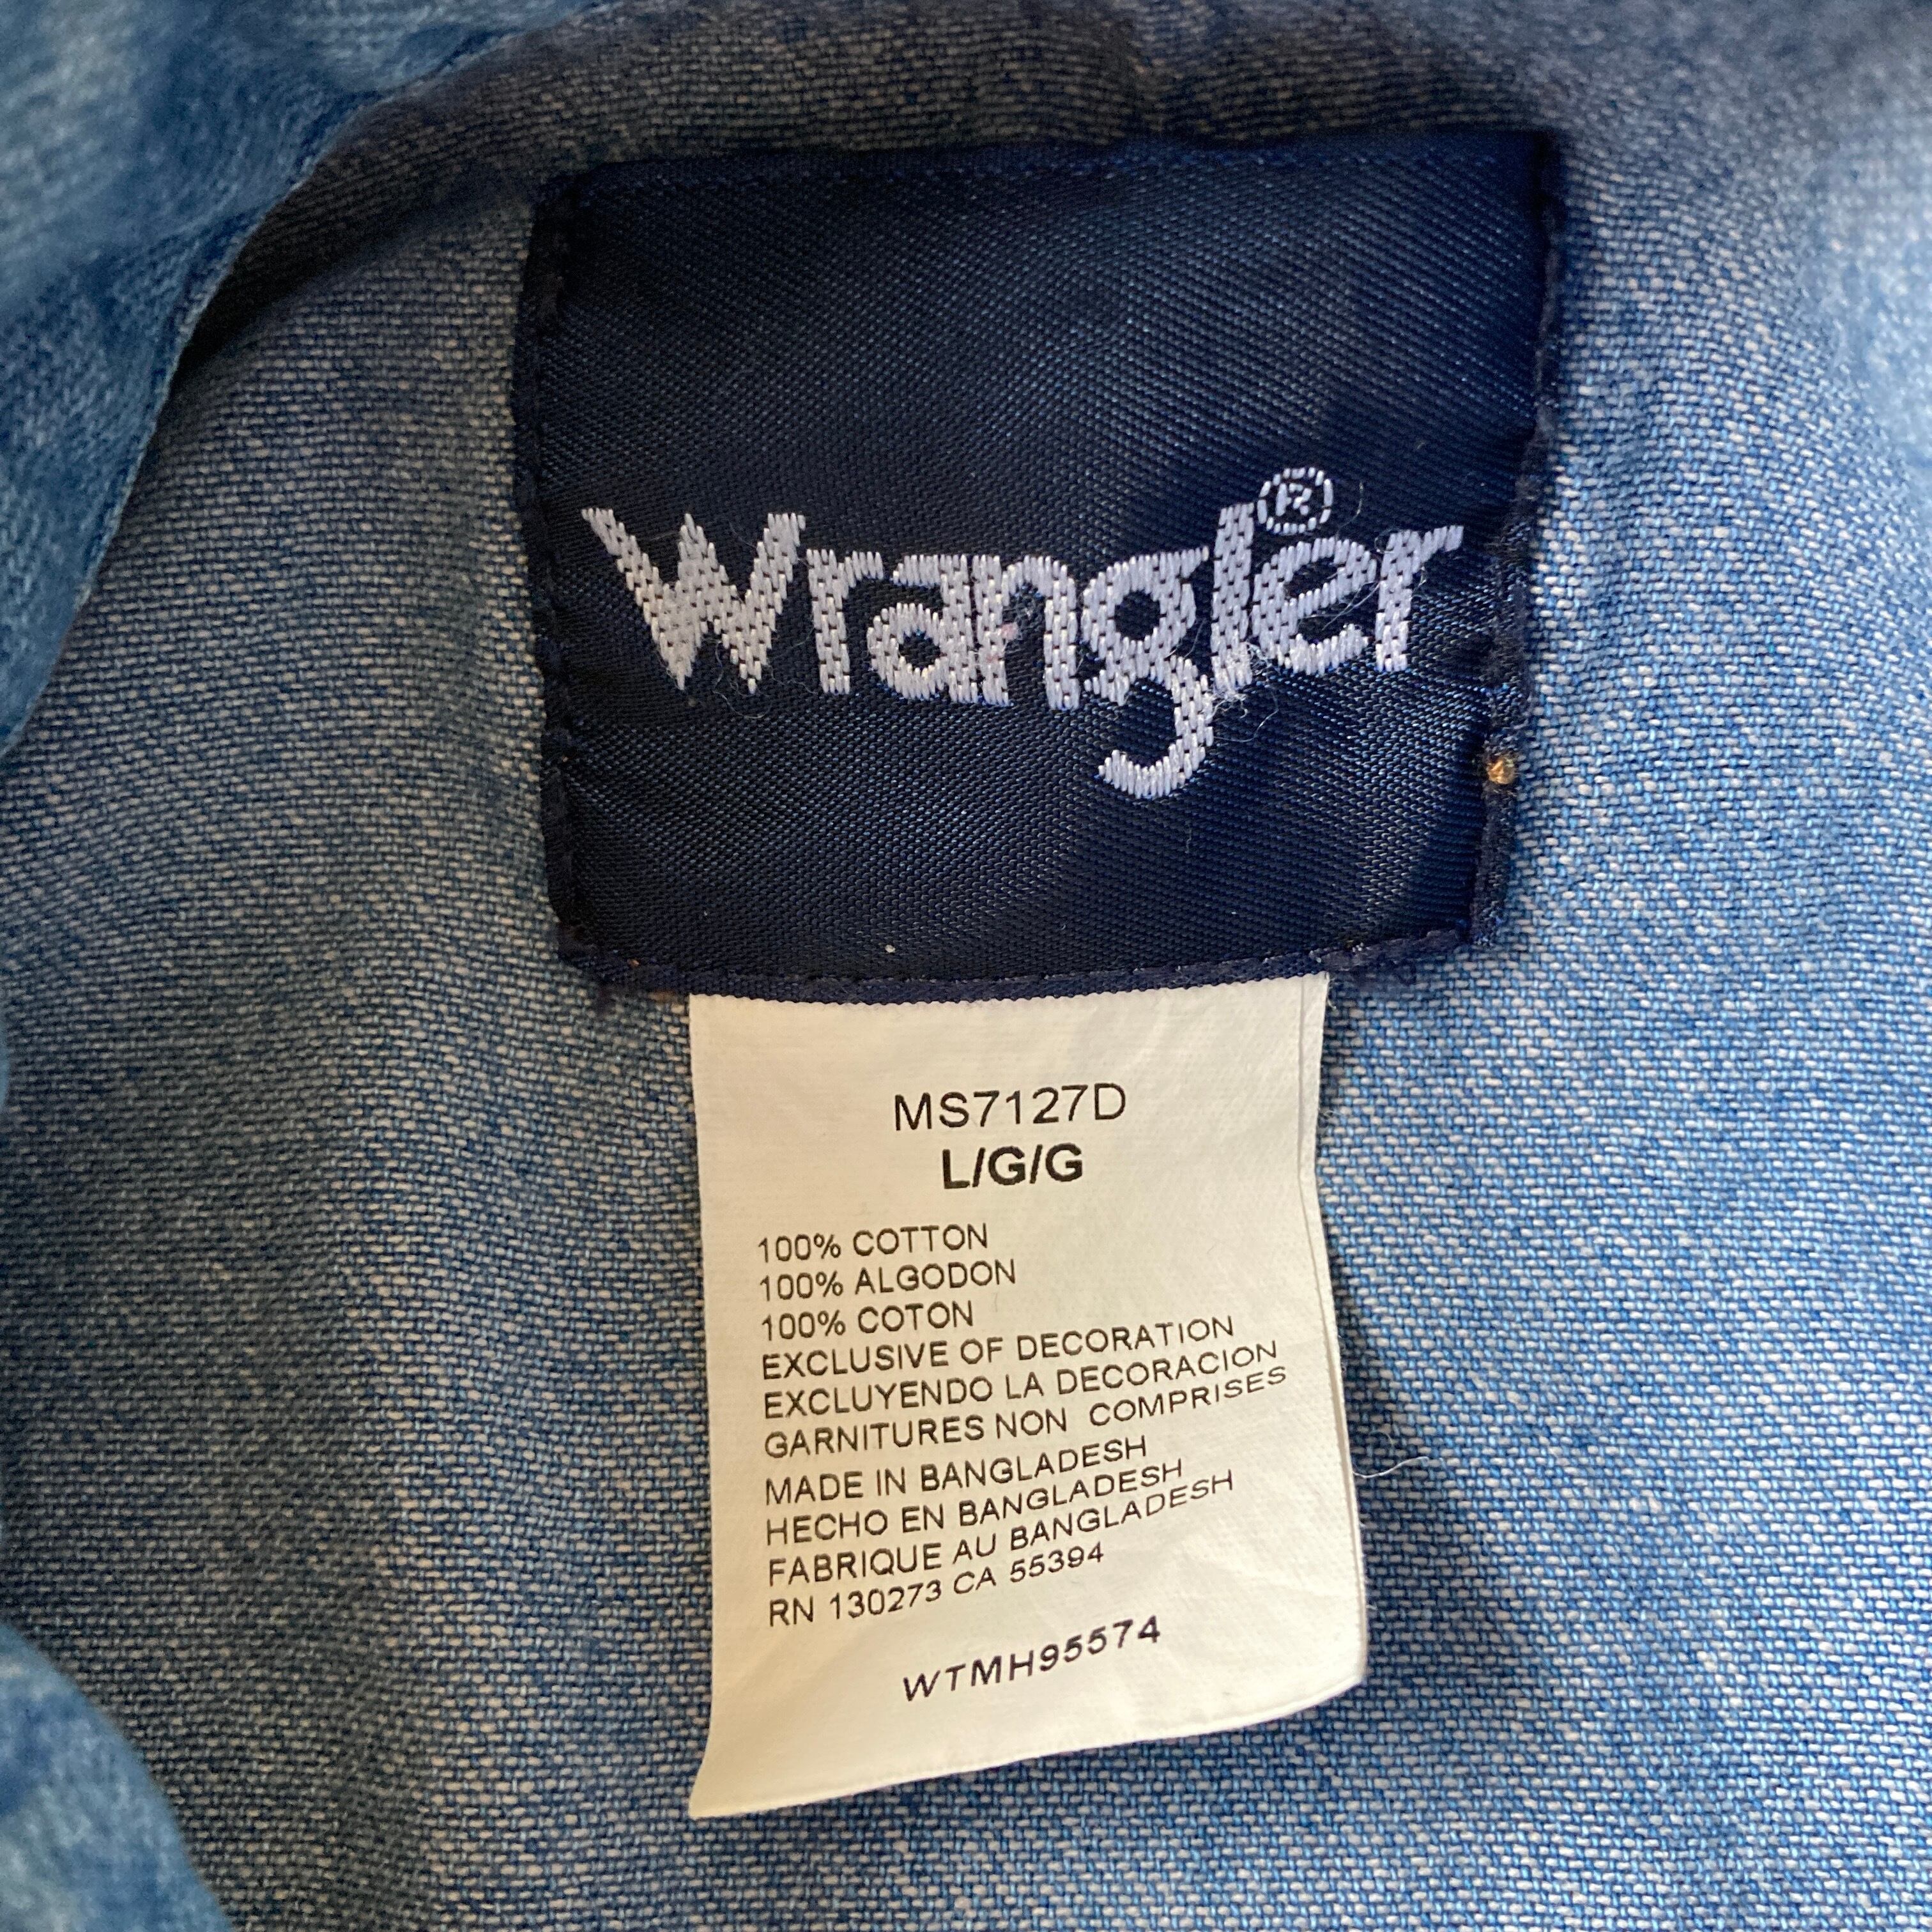 Wrangler®
MS7127D
L/G/G
100% COTTON
100% ALGODON
100% COTON
EXCLUSIVE OF DECORATION
EXCLUYENDO LA DECORACION
GARNITURES NON COMPRISES
MADE IN BANGLADESH
HECHO EN BANGLADESH
FABRIQUE AU BANGLADESH
RN 130273 CA 55394
WTMH95574